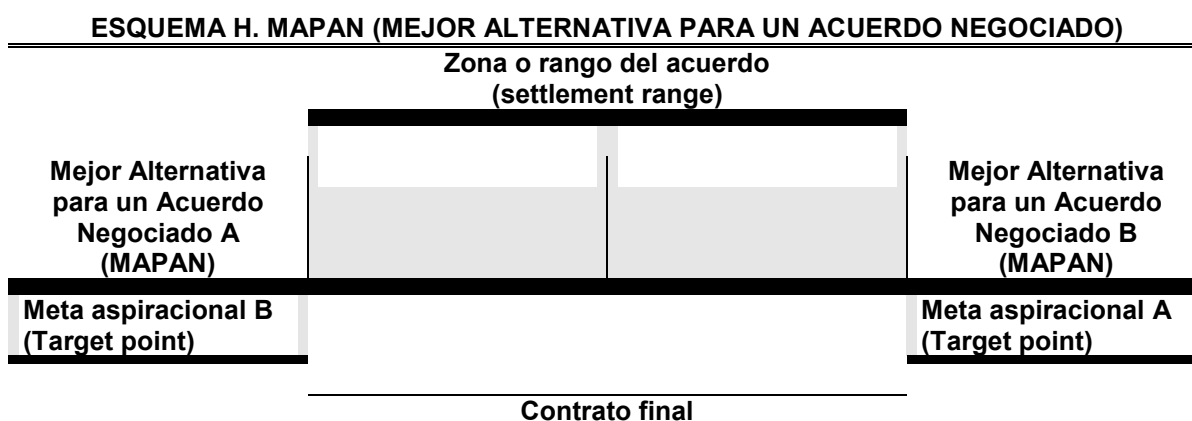 ESQUEMA H. MAPAN (MEJOR ALTERNATIVA PARA UN ACUERDO NEGOCIADO)
Zona o rango del acuerdo
(settlement range)
Mejor Alternativa
para un Acuerdo
Negociado A
(MAPAN)
Mejor Alternativa
para un Acuerdo
Negociado B
(MAPAN)
Meta aspiracional B
(Target point)
Meta aspiracional A
(Target point)
Contrato final